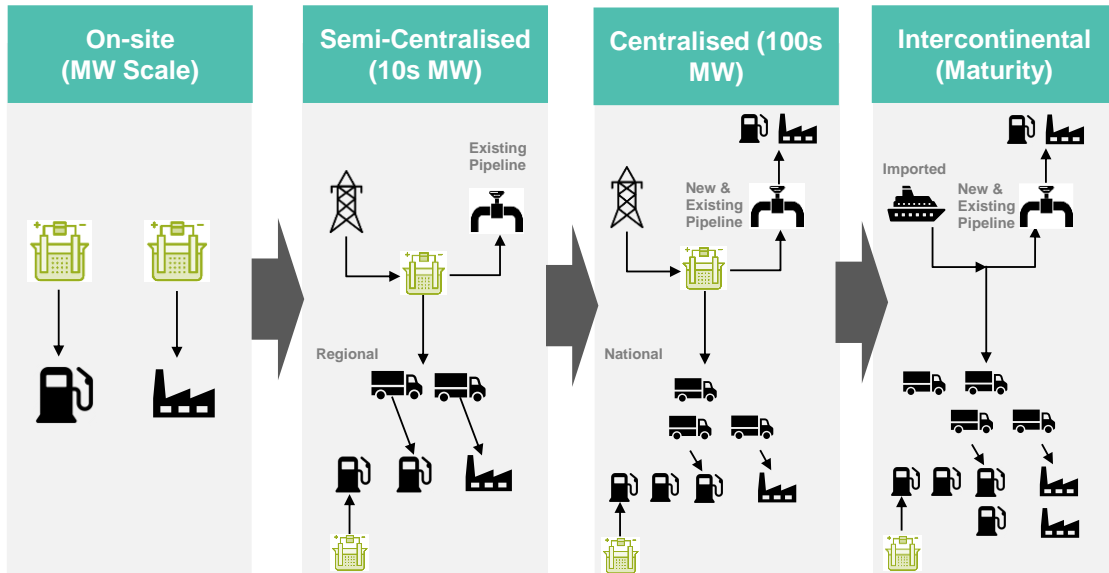 On-site
(MW Scale)
Semi-Centralised
(10s MW)
Centralised (100s
MW)
Intercontinental
(Maturity)
Existing
Pipeline
Regional
New &
Existing
Pipeline
National
Imported
New &
Existing
Pipeline